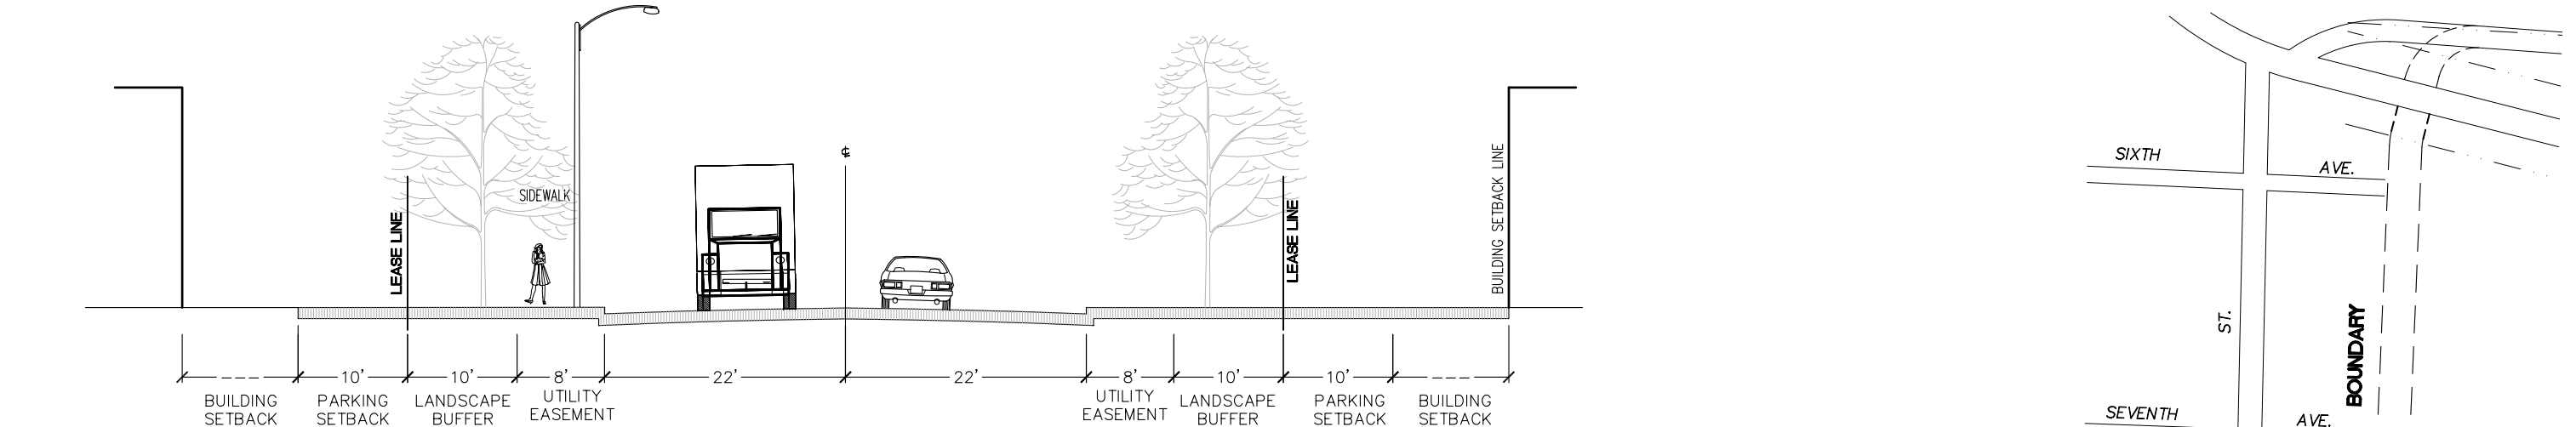 ℄
SIDEWALK
LEASE LINE
LEASE LINE
BUILDING SETBACK LINE
---
10'
10'
8'
22'
22'
8'
10'
10'
----
BUILDING
SETBACK
PARKING
SETBACK
LANDSCAPE
BUFFER
UTILITY
EASEMENT
UTILITY
EASEMENT
LANDSCAPE
BUFFER
PARKING
SETBACK
BUILDING
SETBACK
SIXTH
AVE.
ST.
BOUNDARY
SEVENTH
AVE.